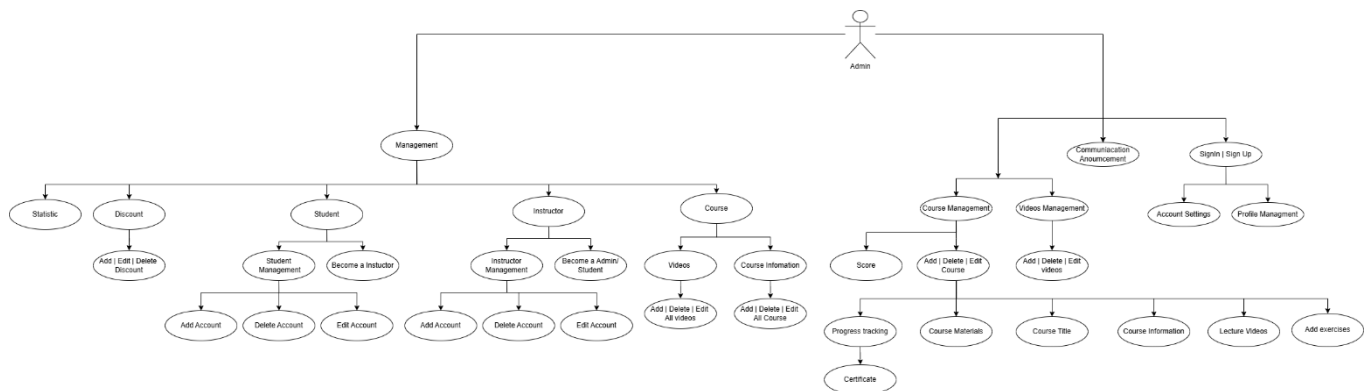 Admin
Management
Communiacation
Anourncement
SignIn | Sign Up
Statistic
Discount
Student
Instructor
Course
Course Management
Videos Management
Account Settings
Profile Managment
Add | Edit | Delete
Discount
Student
Management
Become a Instuctor
Instructor
Management
Become a Admin/
Student
Videos
Course Infomation
Score
Add | Delete | Edit
Course
Add | Delete | Edit
videos
Add Account
Delete Account
Edit Account
Add Account
Delete Account
Edit Account
Add | Delete | Edit
All videos
Add | Delete | Edit
All Course
Progress tracking
Course Materials
Course Title
Course Information
Lecture Videos
Add exercises
Certificate